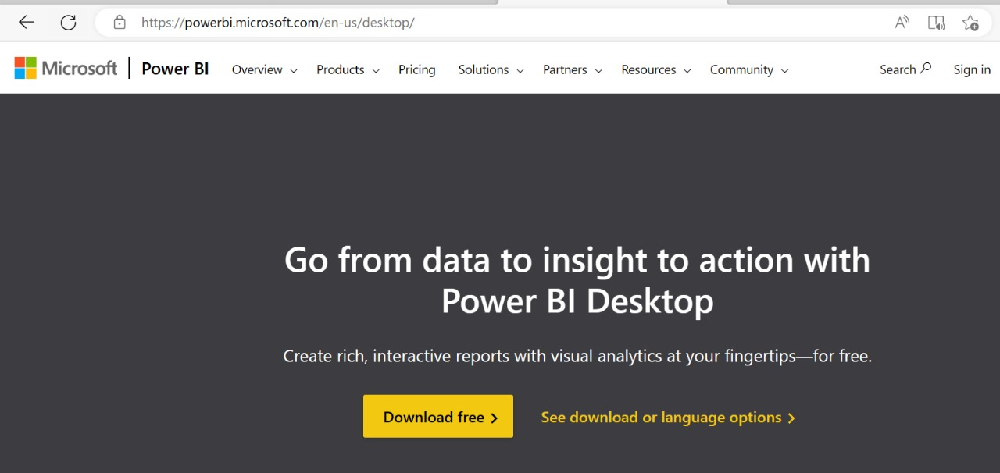 https://powerbi.microsoft.com/en-us/desktop/
Microsoft Power BI Overview Products Pricing Solutions Partners Resources Community Search Sign in
Go from data to insight to action with
Power BI Desktop
Create rich, interactive reports with visual analytics at your fingertips—for free.
Download free See download or language options